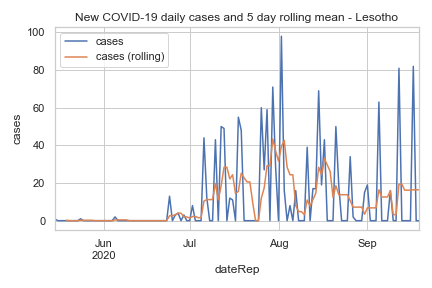 New COVID-19 daily cases and 5 day rolling mean - Lesotho
cases
cases (rolling)
100
80
60
40
20
0
cases
Jun
2020
Jul
Aug
Sep
dateRep